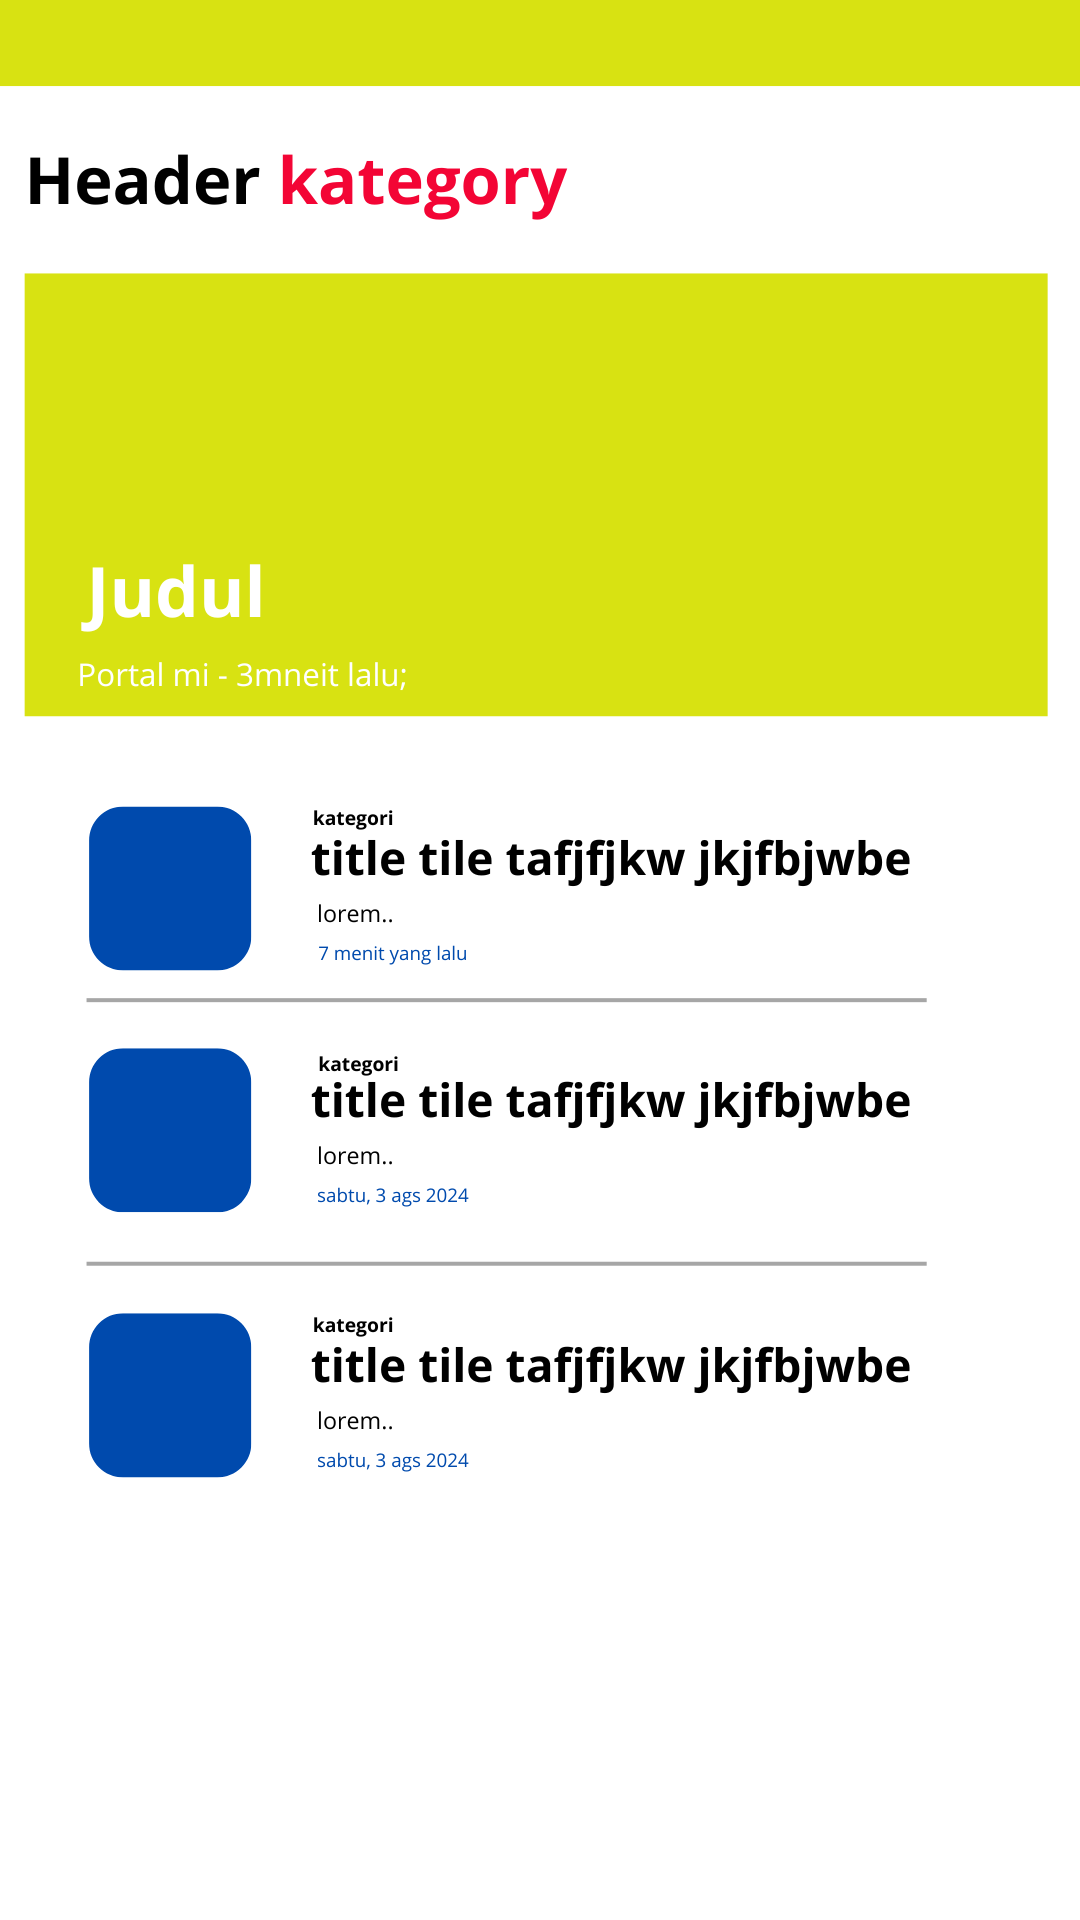 Header kategory
Judul
Portal mi - 3mneit lalu;
kategori
title tile tafjfjkw jkjfbjwbe
lorem..
7 menit yang lalu
kategori
title tile tafjfjkw jkjfbjwbe
lorem..
sabtu, 3 ags 2024
kategori
title tile tafjfjkw jkjfbjwbe
lorem..
sabtu, 3 ags 2024